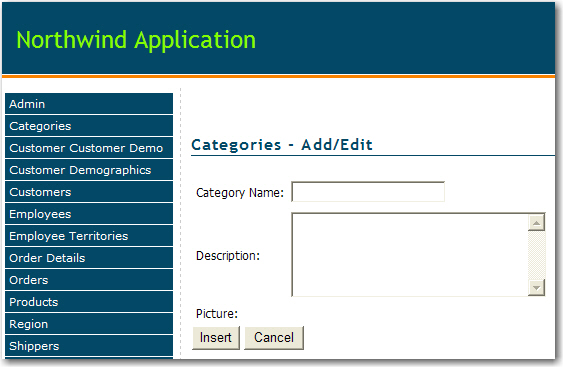 Northwind Application
Admin
Categories
Customer Customer Demo
Customer Demographics
Customers
Employees
Employee Territories
Order Details
Orders
Products
Region
Shippers
Categories - Add/Edit
Category Name:
Description:
Picture:
Insert Cancel